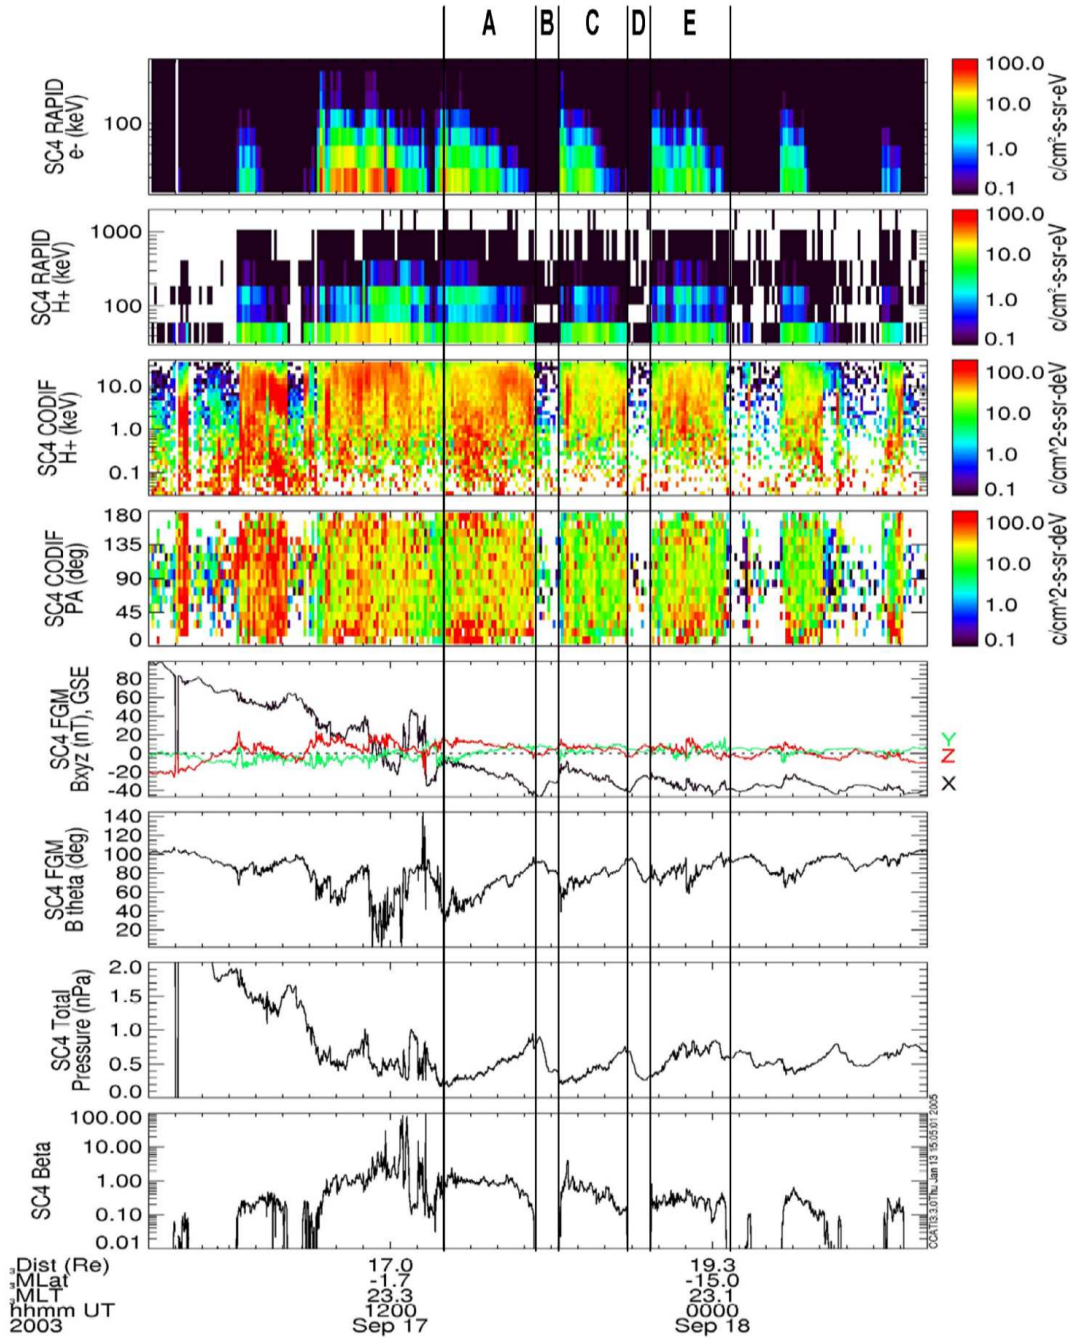 A B C D E
SC4 RAPID
e- (keV)
100
100.0
10.0
1.0
0.1
c/cm²-s-sr-eV
SC4 RAPID
H+ (keV)
1000
100
100.0
10.0
1.0
0.1
c/cm²-s-sr-eV
SC4 CODIF
H+ (keV)
10.0
1.0
0.1
100.0
10.0
1.0
0.1
c/cm^2-s-sr-deV
SC4 CODIF
PA (deg)
180
135
90
45
0
100.0
10.0
1.0
0.1
c/cm^2-s-sr-deV
SC4 FGM
Bxyz (nT), GSE
80
60
40
20
0
-20
-40
Y
Z
X
SC4 FGM
B theta (deg)
140
120
100
80
60
40
20
SC4 Total
Pressure (nPa)
2.0
1.5
1.0
0.5
0.0
SC4 Beta
100.00
10.00
1.00
0.10
0.01
Dist (Re) 17.0 19.3
MLat -1.7 -15.0
MLT 23.3 23.1
hhmm UT 1200 0000
2003 Sep 17 Sep 18